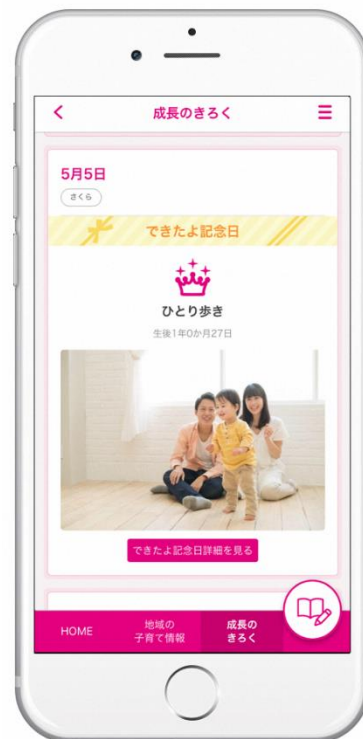 成長のきろく
5月5日
さくら
できたよ記念日
ひとり歩き
生後1年0か月27日
できたよ記念日詳細を見る
HOME
地域の
子育て情報
成長の
きろく